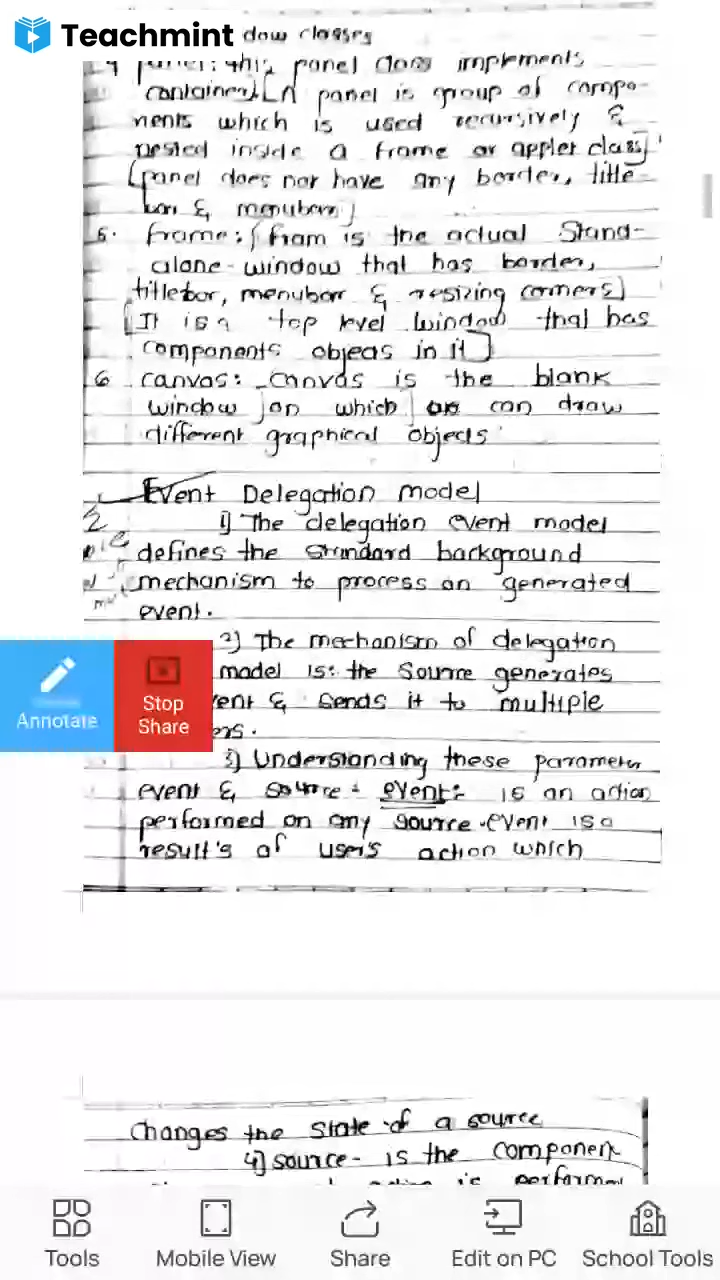 Teachmint dow classes
panel: this panel class implements
container [A panel is group of compo-
nents which is used recursively &
nested inside a frame or applet class]
[panel does not have any border, title-
bar & menubar]
5. frame: [fram is the actual Stand-
alone-window that has border,
titlebar, menubar & resizing corners]
[It is a top level window that has
components objects in it]
6 canvas: canvas is the blank
window on which can draw
different graphical objects
Event Delegation model
1) The delegation event model
defines the standard background
mechanism to process an generated
event.
2) The mechanism of delegation
model is: the Source generates
ent & sends it to multiple
ers.
3) Understanding these parameter
event & source: event: is an action
performed on any source. event is a
result's of users action which
Annotate
Stop
Share
Changes the state of a source
4] source- is the component
is performed
Tools
Mobile View
Share
Edit on PC
School Tools